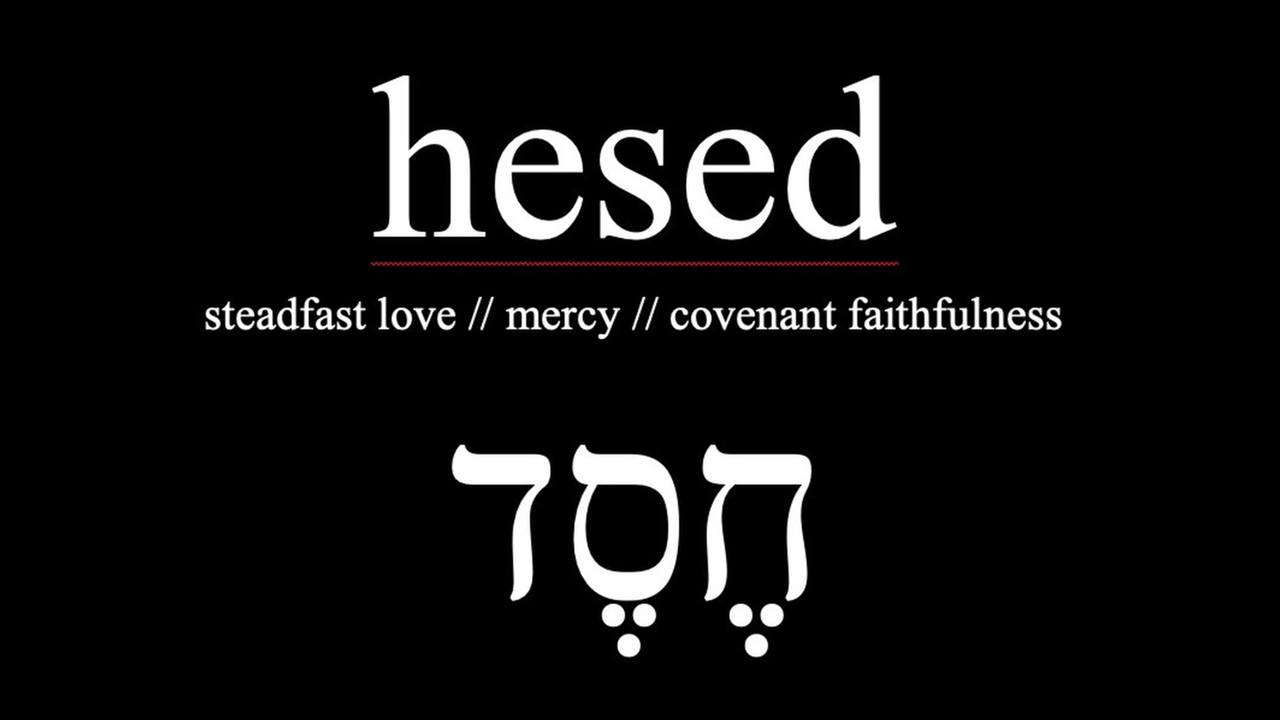 hesed
steadfast love // mercy // covenant faithfulness
חֶסֶד